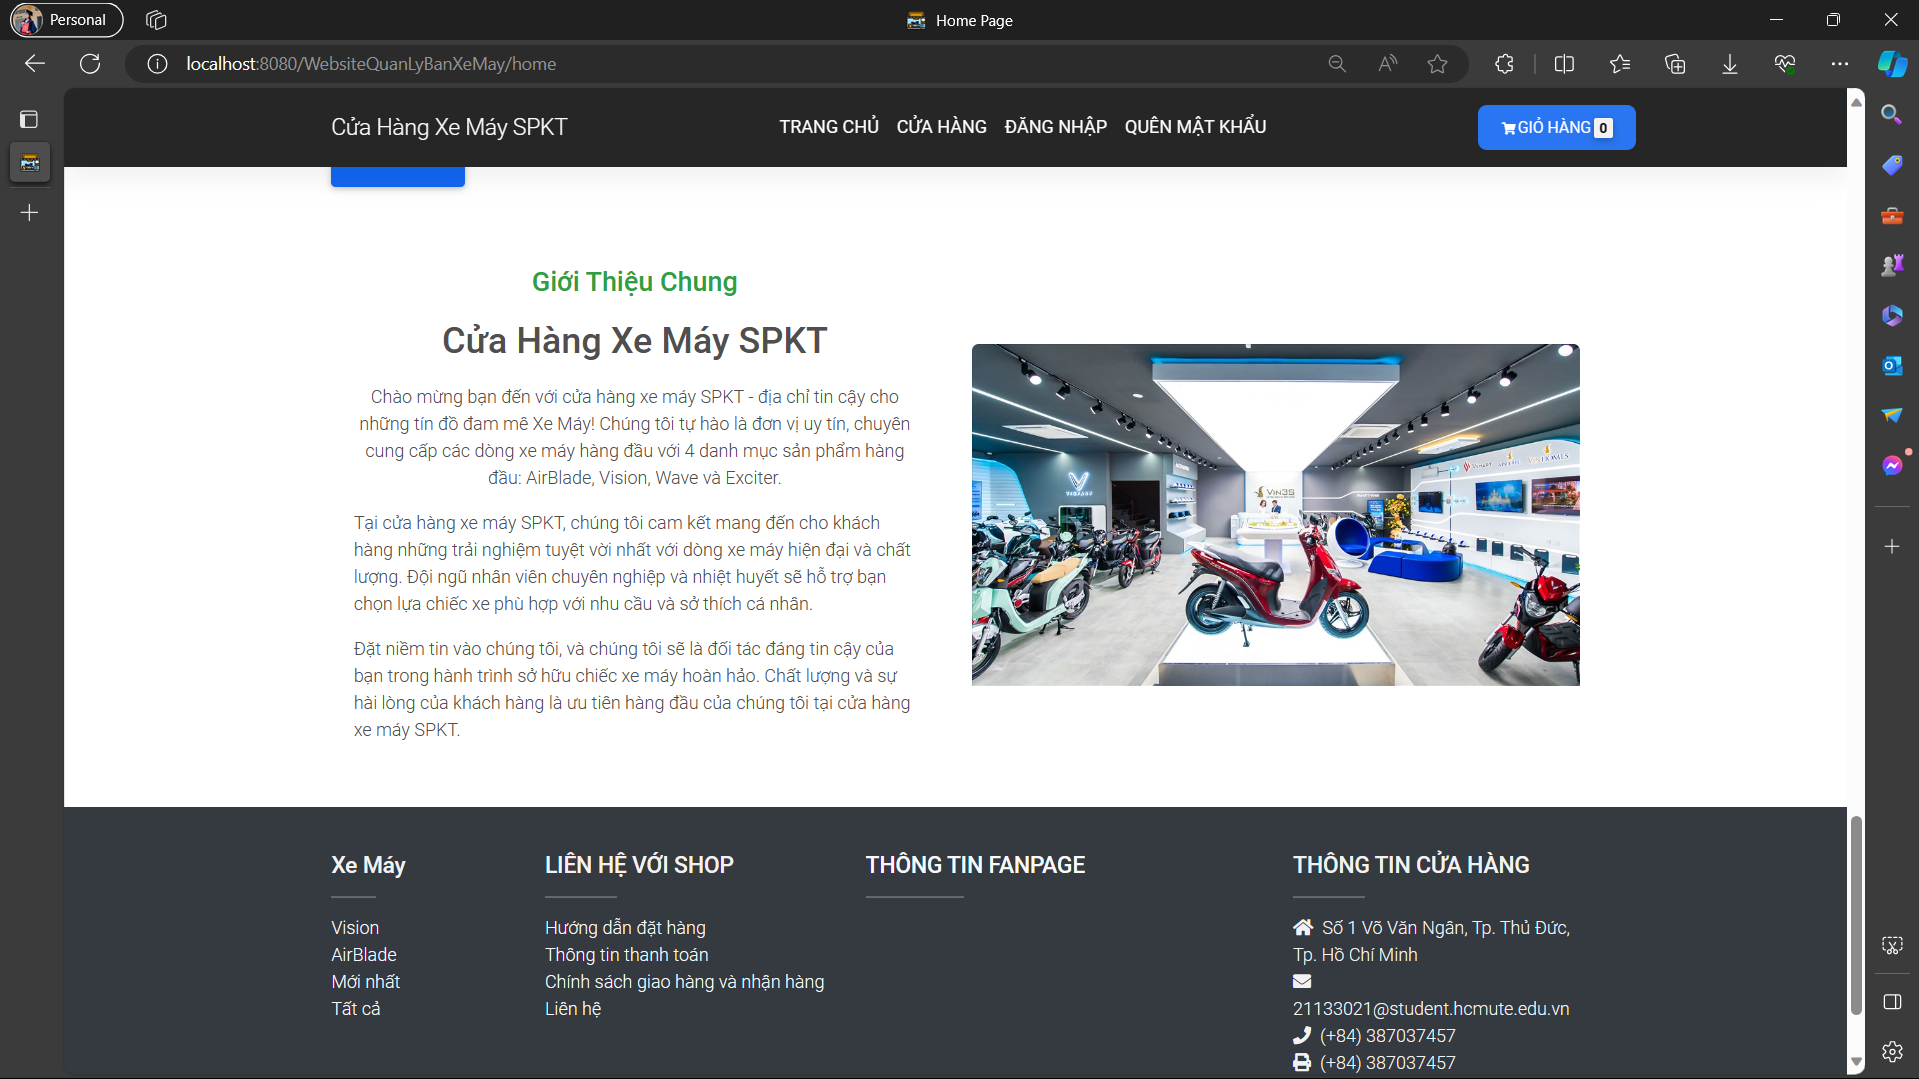 Personal
Home Page
localhost:8080/WebsiteQuanLyBanXeMay/home
Cửa Hàng Xe Máy SPKT
TRANG CHỦ
CỬA HÀNG
ĐĂNG NHẬP
QUÊN MẬT KHẨU
GIỎ HÀNG 0
Giới Thiệu Chung
Cửa Hàng Xe Máy SPKT
Chào mừng bạn đến với cửa hàng xe máy SPKT - địa chỉ tin cậy cho
những tín đồ đam mê Xe Máy! Chúng tôi tự hào là đơn vị uy tín, chuyên
cung cấp các dòng xe máy hàng đầu với 4 danh mục sản phẩm hàng
đầu: AirBlade, Vision, Wave và Exciter.
Tại cửa hàng xe máy SPKT, chúng tôi cam kết mang đến cho khách
hàng những trải nghiệm tuyệt vời nhất với dòng xe máy hiện đại và chất
lượng. Đội ngũ nhân viên chuyên nghiệp và nhiệt huyết sẽ hỗ trợ bạn
chọn lựa chiếc xe phù hợp với nhu cầu và sở thích cá nhân.
Đặt niềm tin vào chúng tôi, và chúng tôi sẽ là đối tác đáng tin cậy của
bạn trong hành trình sở hữu chiếc xe máy hoàn hảo. Chất lượng và sự
hài lòng của khách hàng là ưu tiên hàng đầu của chúng tôi tại cửa hàng
xe máy SPKT.
VINFAST
VIN3S
VINHOMES
Xe Máy
Vision
AirBlade
Mới nhất
Tất cả
LIÊN HỆ VỚI SHOP
Hướng dẫn đặt hàng
Thông tin thanh toán
Chính sách giao hàng và nhận hàng
Liên hệ
THÔNG TIN FANPAGE
THÔNG TIN CỬA HÀNG
Số 1 Võ Văn Ngân, Tp. Thủ Đức,
Tp. Hồ Chí Minh
21133021@student.hcmute.edu.vn
(+84) 387037457
(+84) 387037457